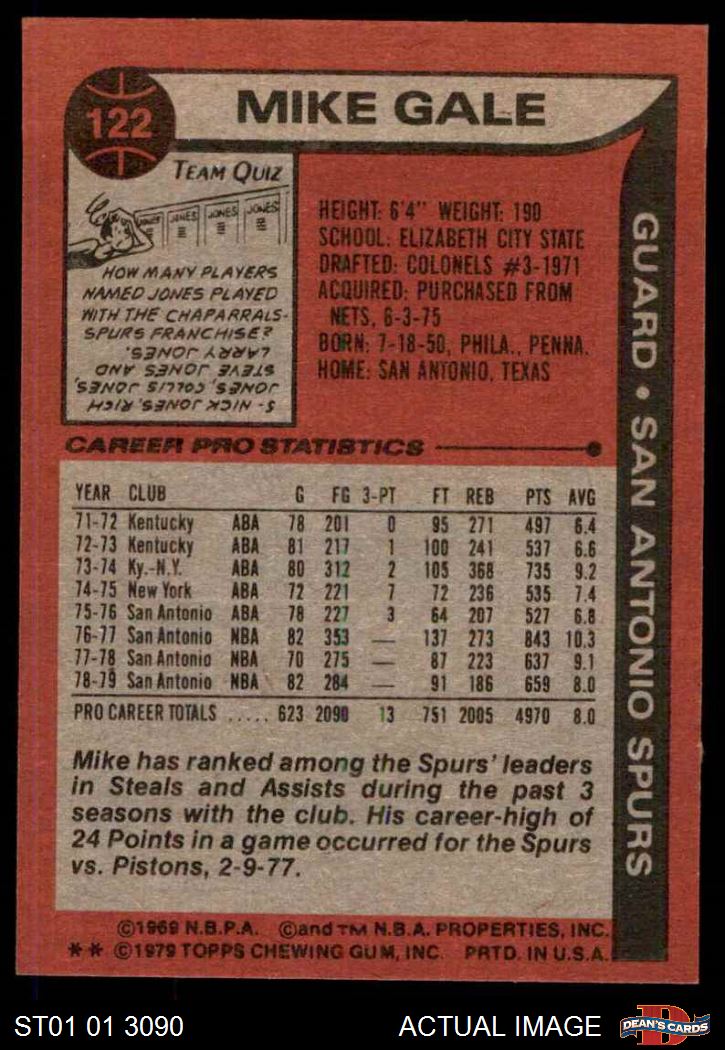 122
MIKE GALE
TEAM QUIZ
JONES JONES JONES JONES
HOW MANY PLAYERS
NAMED JONES PLAYED
WITH THE CHAPARRALS-
SPURS FRANCHISE?
5 - NICK JONES, RICH
JONES, COLLIS JONES,
STEVE JONES AND
LARRY JONES.
HEIGHT: 6'4" WEIGHT: 190
SCHOOL: ELIZABETH CITY STATE
DRAFTED: COLONELS #3-1971
ACQUIRED: PURCHASED FROM
NETS, 6-3-75
BORN: 7-18-50, PHILA., PENNA.
HOME: SAN ANTONIO, TEXAS
GUARD • SAN ANTONIO SPURS
CAREER PRO STATISTICS
YEAR CLUB G FG 3-PT FT REB PTS AVG
71-72 Kentucky ABA 78 201 0 95 271 497 6.4
72-73 Kentucky ABA 81 217 1 100 241 537 6.6
73-74 Ky.-N.Y. ABA 80 312 2 105 368 735 9.2
74-75 New York ABA 72 221 7 72 236 535 7.4
75-76 San Antonio ABA 78 227 3 64 207 527 6.8
76-77 San Antonio NBA 82 353 — 137 273 843 10.3
77-78 San Antonio NBA 70 275 — 87 223 637 9.1
78-79 San Antonio NBA 82 284 — 91 186 659 8.0
PRO CAREER TOTALS ..... 623 2090 13 751 2005 4970 8.0
Mike has ranked among the Spurs' leaders
in Steals and Assists during the past 3
seasons with the club. His career-high of
24 Points in a game occurred for the Spurs
vs. Pistons, 2-9-77.
©1969 N.B.P.A. ©and TM N.B.A. PROPERTIES, INC.
** ©1979 TOPPS CHEWING GUM, INC. PRTD. IN U.S.A.
ST01 01 3090
ACTUAL IMAGE
D
DEAN'S CARDS